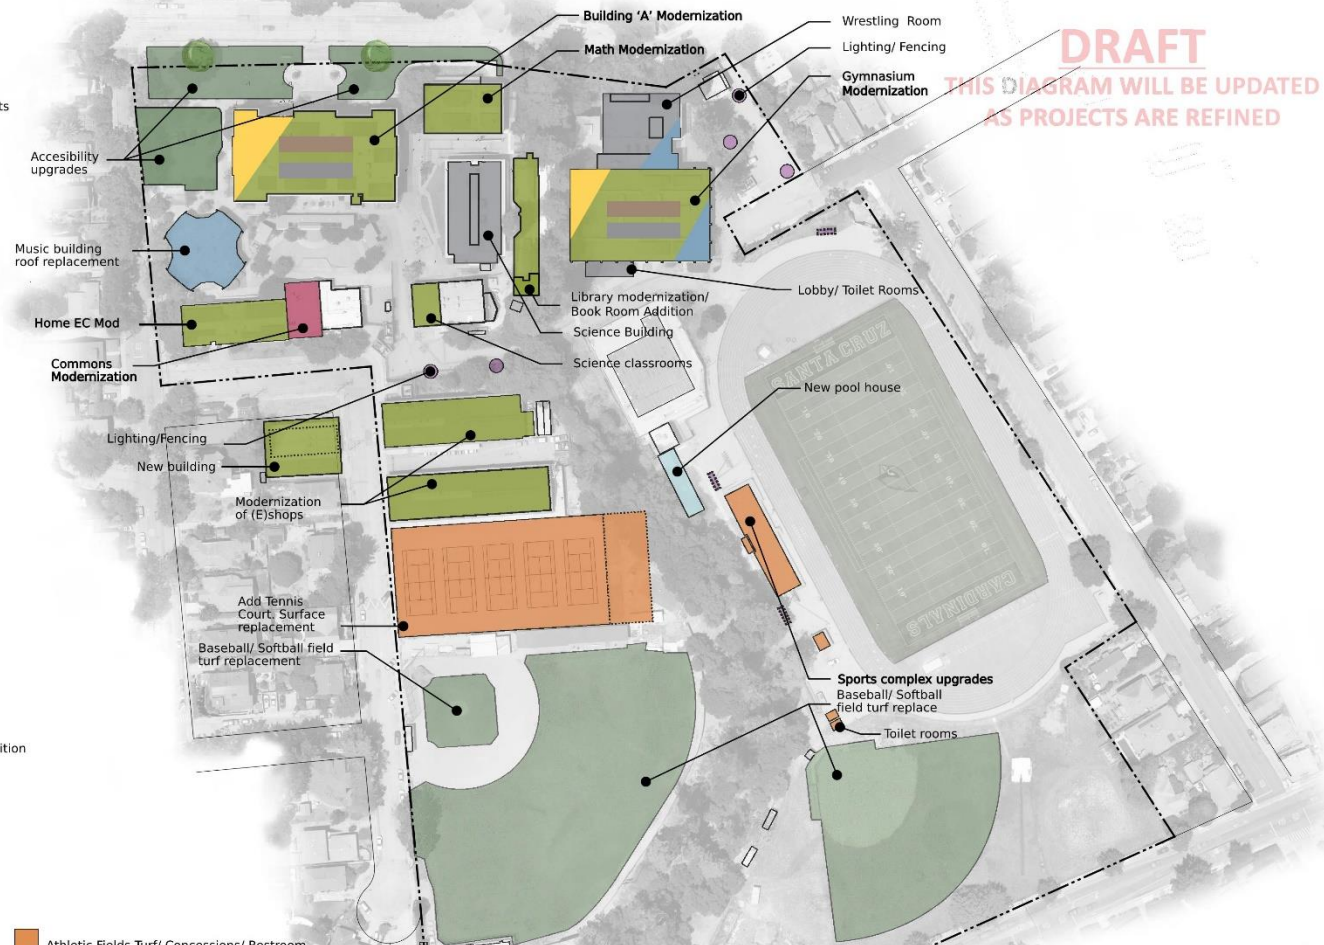 Building ‘A’ Modernization
Math Modernization
Wrestling Room
Lighting/ Fencing
Gymnasium
Modernization
DRAFT
THIS DIAGRAM WILL BE UPDATED
AS PROJECTS ARE REFINED
Accesibility
upgrades
Music building
roof replacement
Home EC Mod
Commons
Modernization
Library modernization/
Book Room Addition
Science Building
Science classrooms
Lobby/ Toilet Rooms
SANTA CRUZ
New pool house
Lighting/Fencing
New building
Modernization
of (E)shops
Add Tennis
Court. Surface
replacement
Baseball/ Softball field
turf replacement
CARDINALS
Sports complex upgrades
Baseball/ Softball
field turf replace
Toilet rooms
Athletic Fields Turf/ Concessions/ Restroom